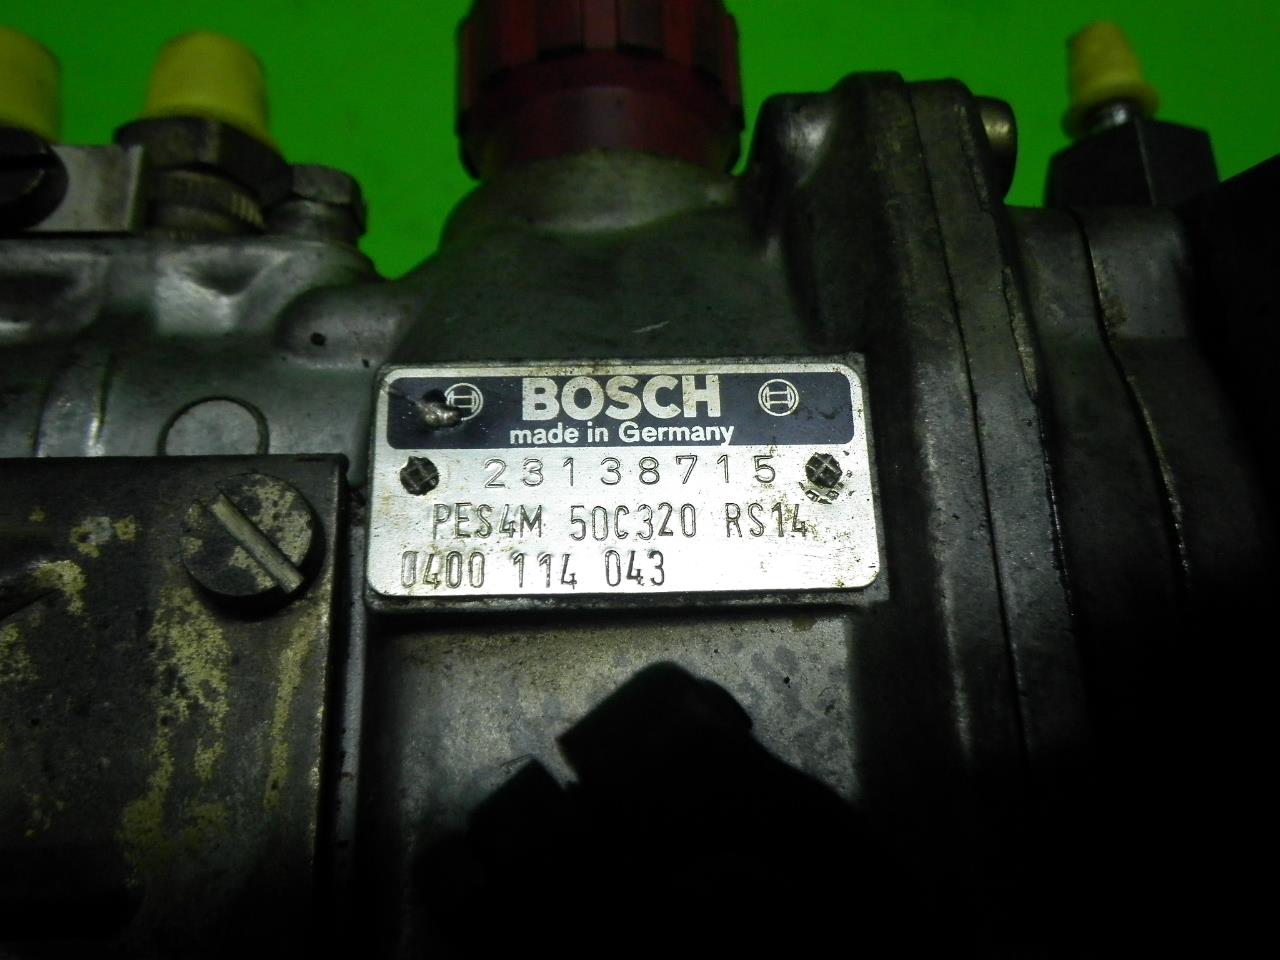 BOSCH
made in Germany
23138715
PES4M 50C320 RS14
0400 114 043